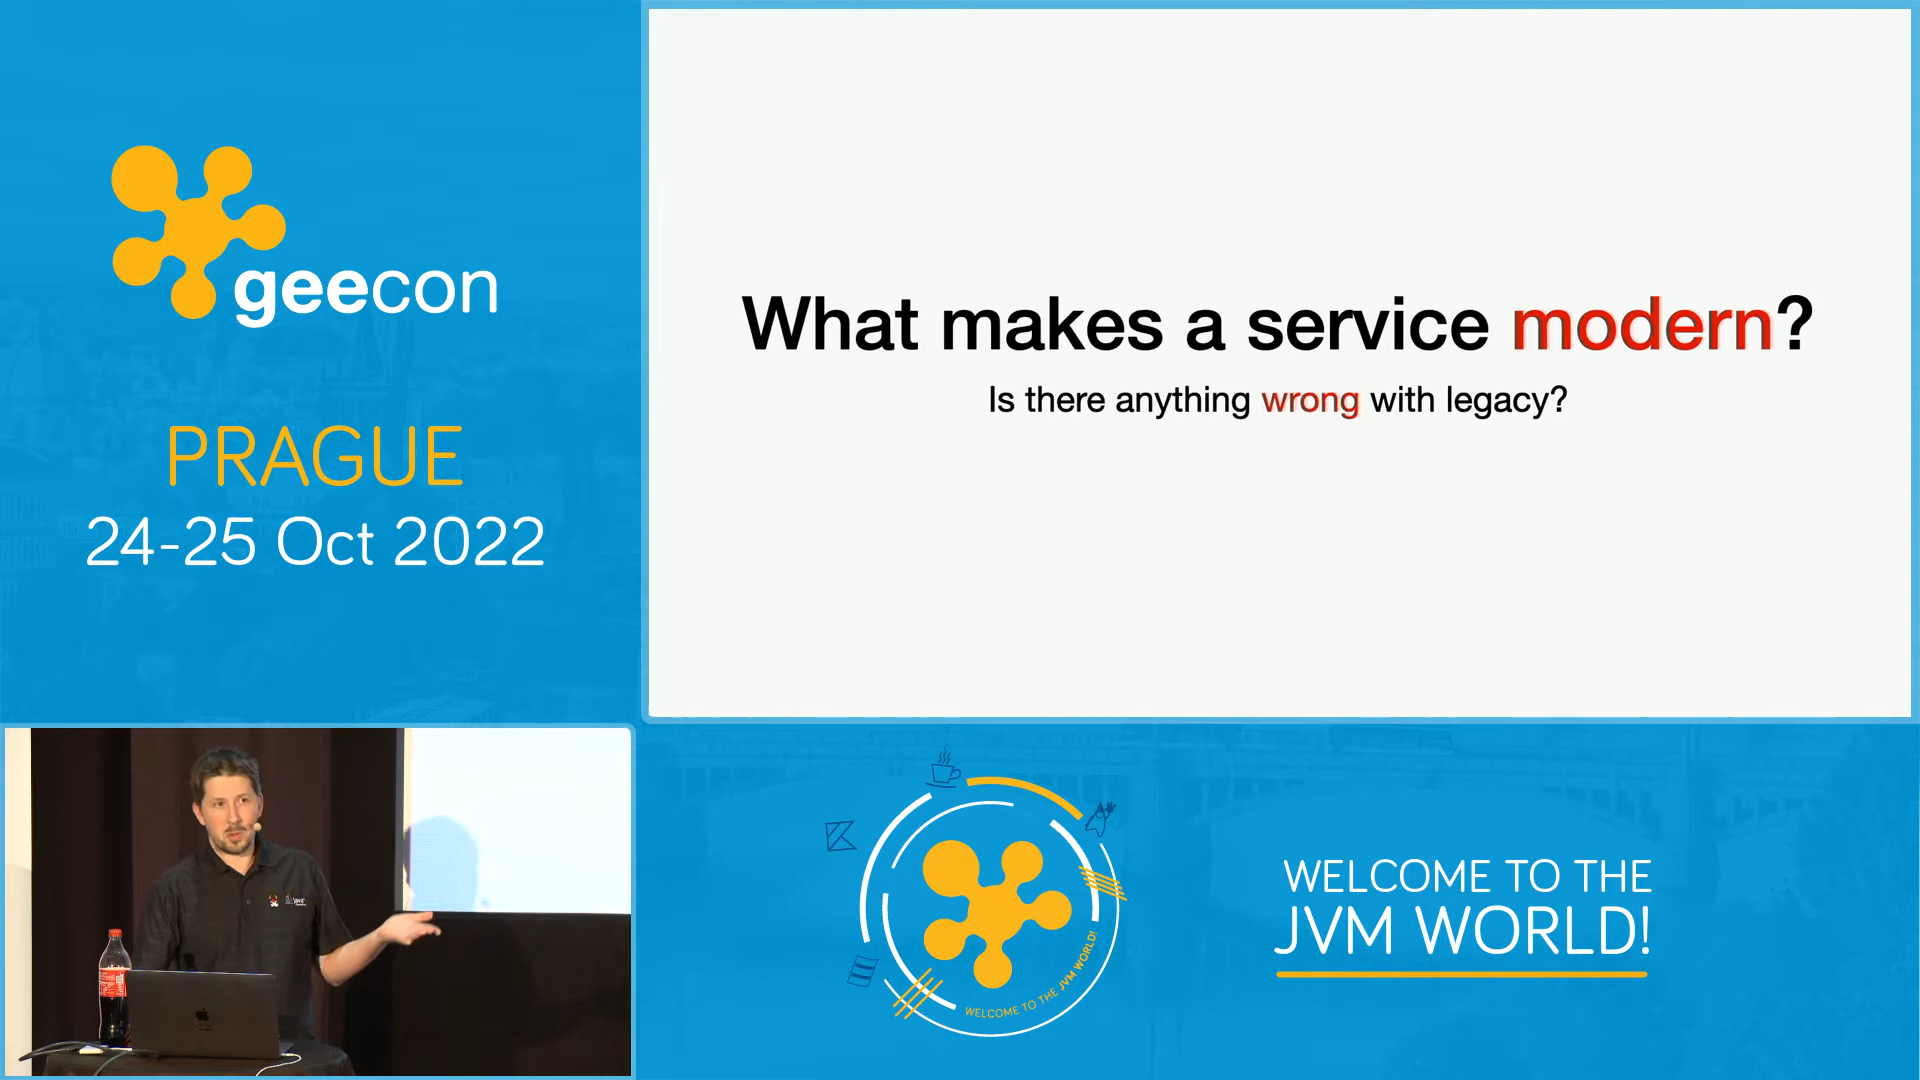 geecon
PRAGUE
24-25 Oct 2022
What makes a service modern?
Is there anything wrong with legacy?
WELCOME TO THE JVM WORLD!
WELCOME TO THE
JVM WORLD!